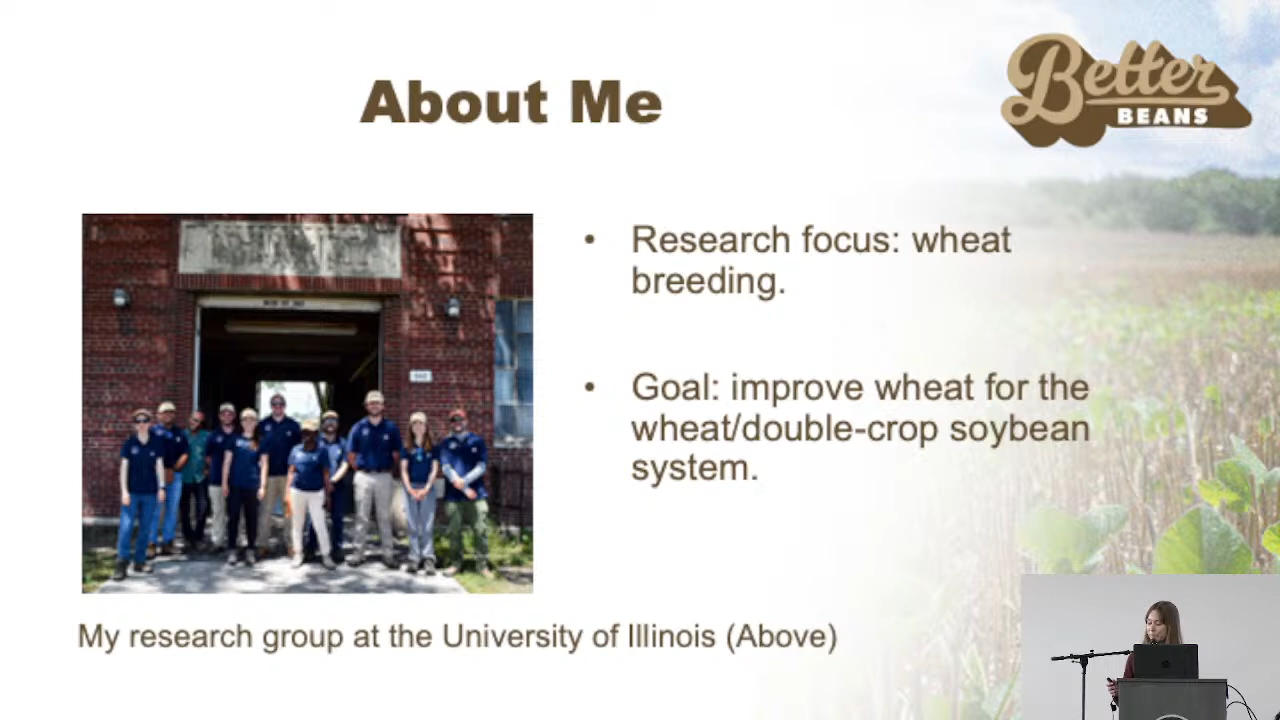 About Me
Better
BEANS
• Research focus: wheat
breeding.
• Goal: improve wheat for the
wheat/double-crop soybean
system.
My research group at the University of Illinois (Above)